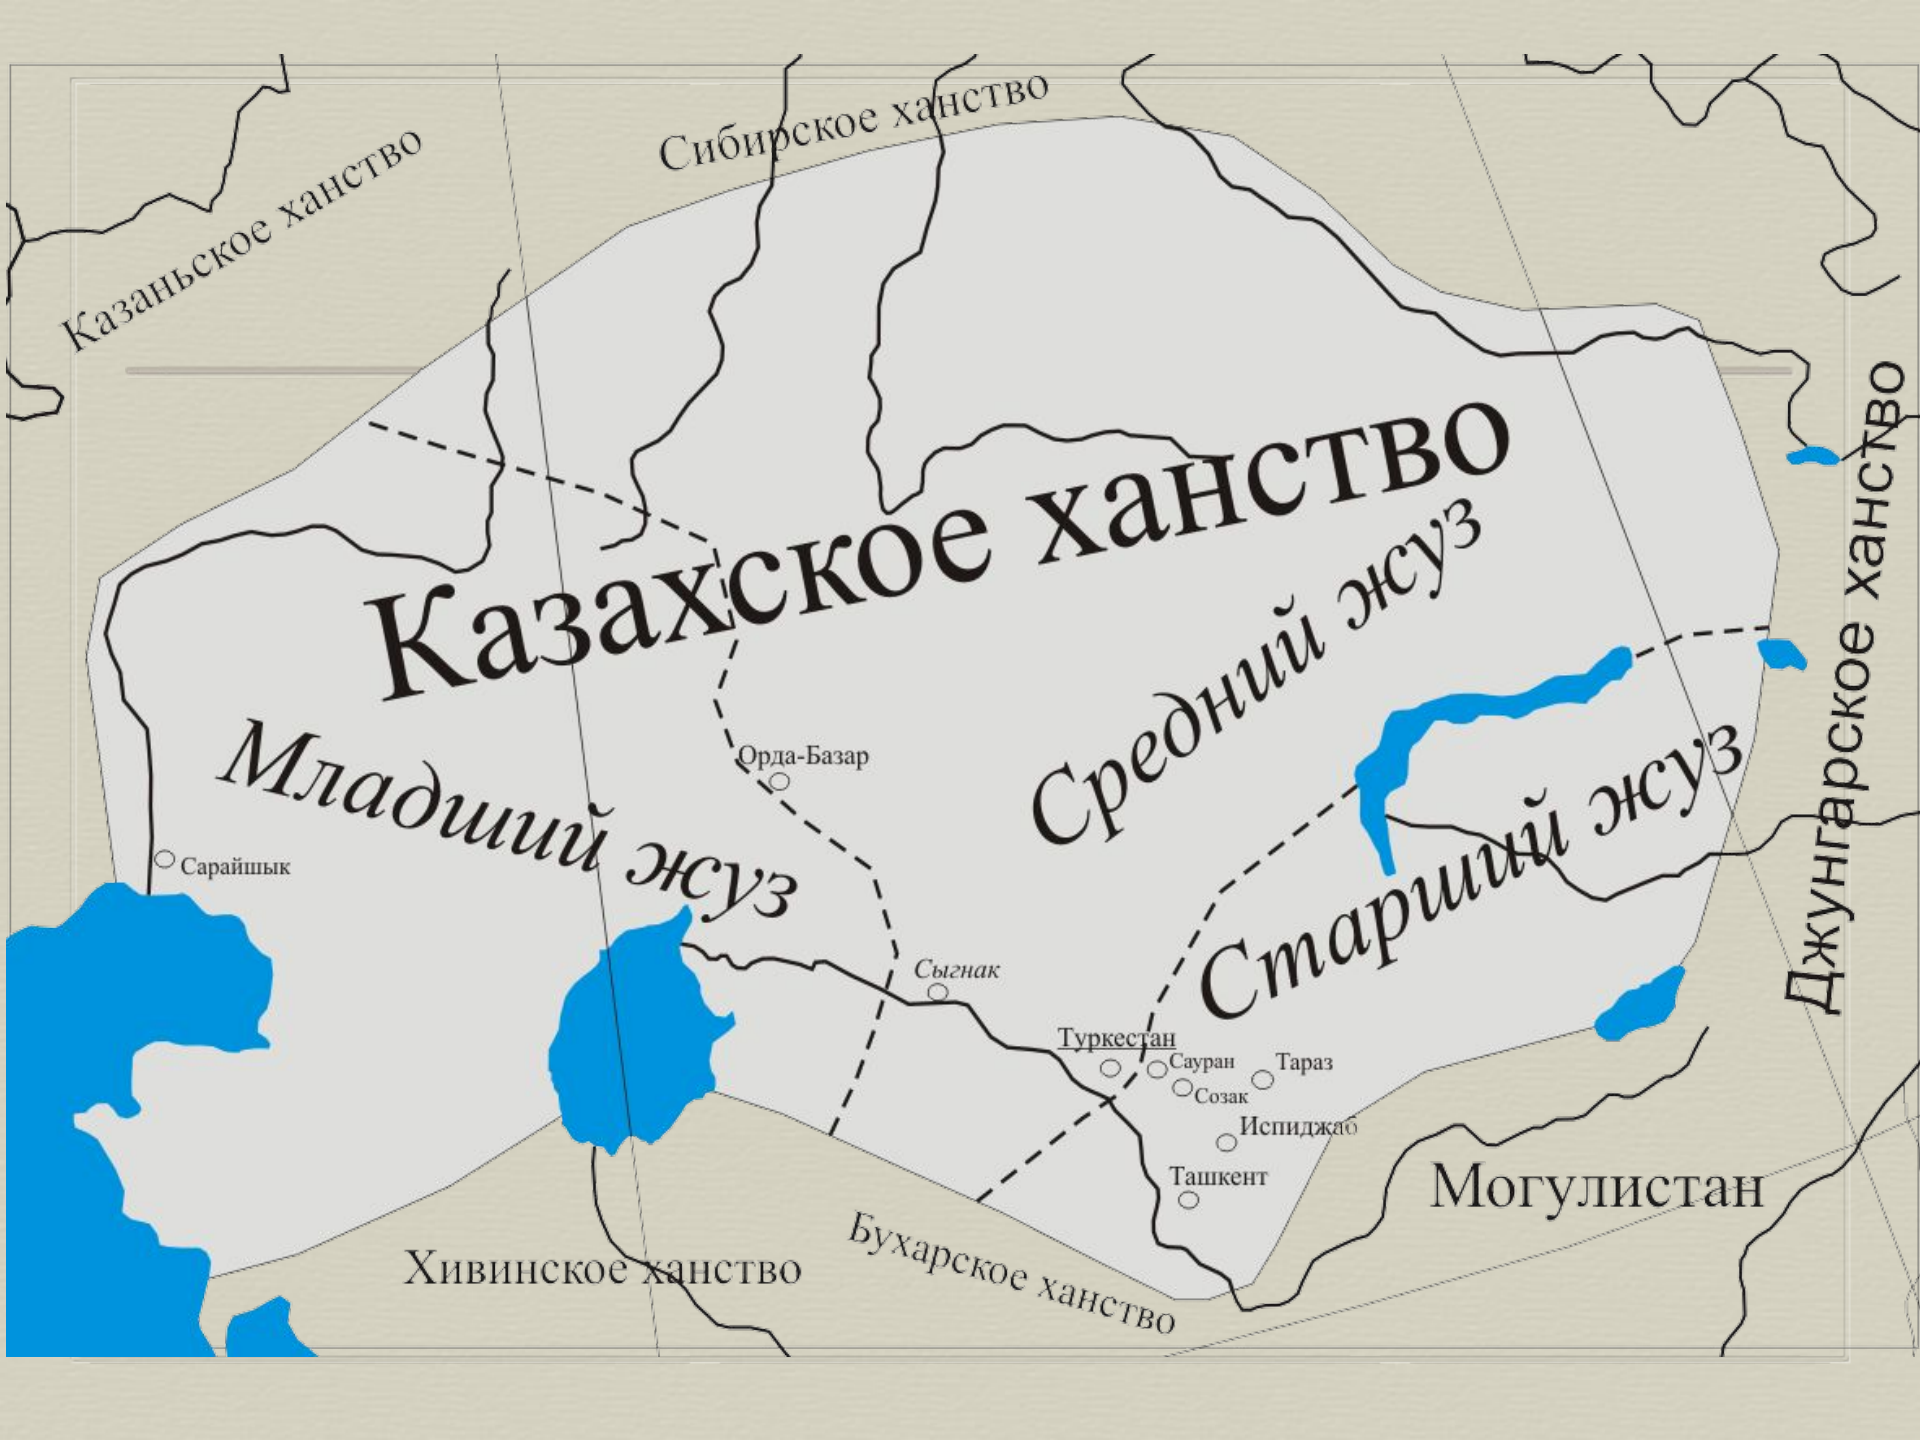 Сибирское ханство
Казаньское ханство
Казахское ханство
Джунгарское ханство
Средний жуз
Младший жуз
Старший жуз
Орда-Базар
Сарайшык
Сыгнак
Туркестан
Сауран
Тараз
Созак
Испиджаб
Ташкент
Могулистан
Хивинское ханство
Бухарское ханство